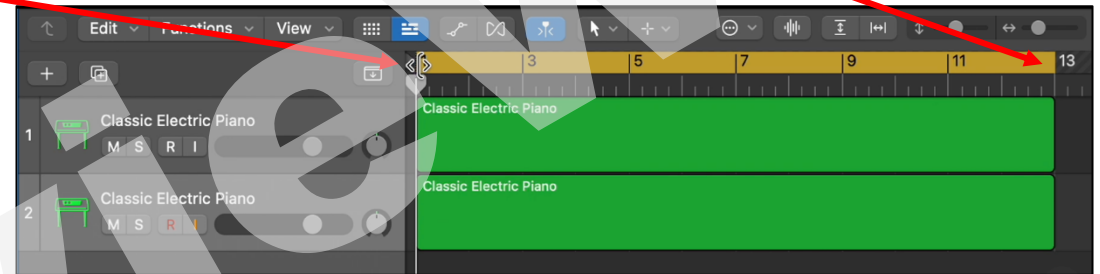 Edit Functions View
3 5 7 9 11 13
1 Classic Electric Piano
M S R I
Classic Electric Piano
2 Classic Electric Piano
M S R I
Classic Electric Piano